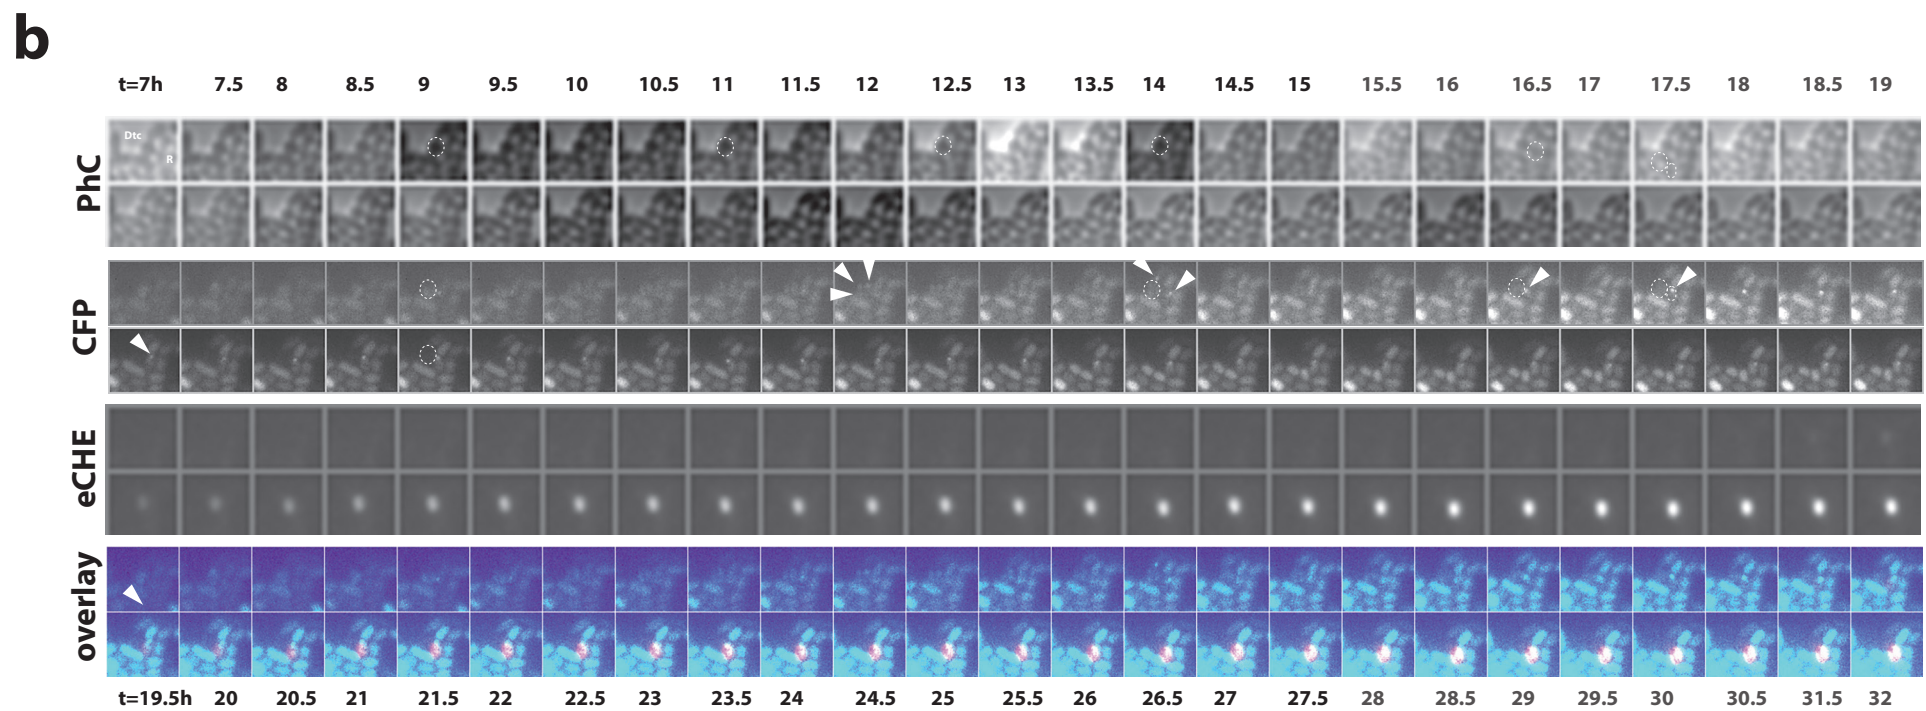 b
t=7h 7.5 8 8.5 9 9.5 10 10.5 11 11.5 12 12.5 13 13.5 14 14.5 15 15.5 16 16.5 17 17.5 18 18.5 19
Dtc
R
PhC
CFP
eCHE
overlay
t=19.5h 20 20.5 21 21.5 22 22.5 23 23.5 24 24.5 25 25.5 26 26.5 27 27.5 28 28.5 29 29.5 30 30.5 31.5 32